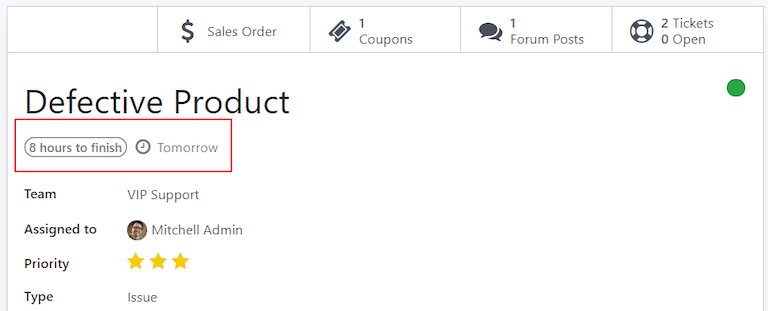 Sales Order
1
Coupons
1
Forum Posts
2 Tickets
0 Open
Defective Product
8 hours to finish Tomorrow
Team VIP Support
Assigned to Mitchell Admin
Priority
Type Issue